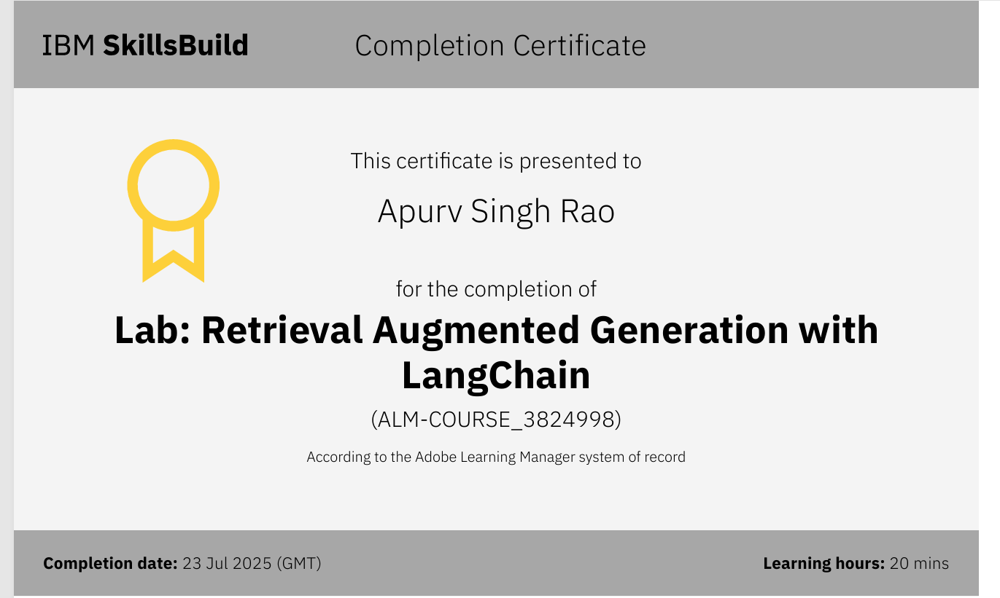 IBM SkillsBuild
Completion Certificate
This certificate is presented to
Apurv Singh Rao
for the completion of
Lab: Retrieval Augmented Generation with
LangChain
(ALM-COURSE_3824998)
According to the Adobe Learning Manager system of record
Completion date: 23 Jul 2025 (GMT)
Learning hours: 20 mins